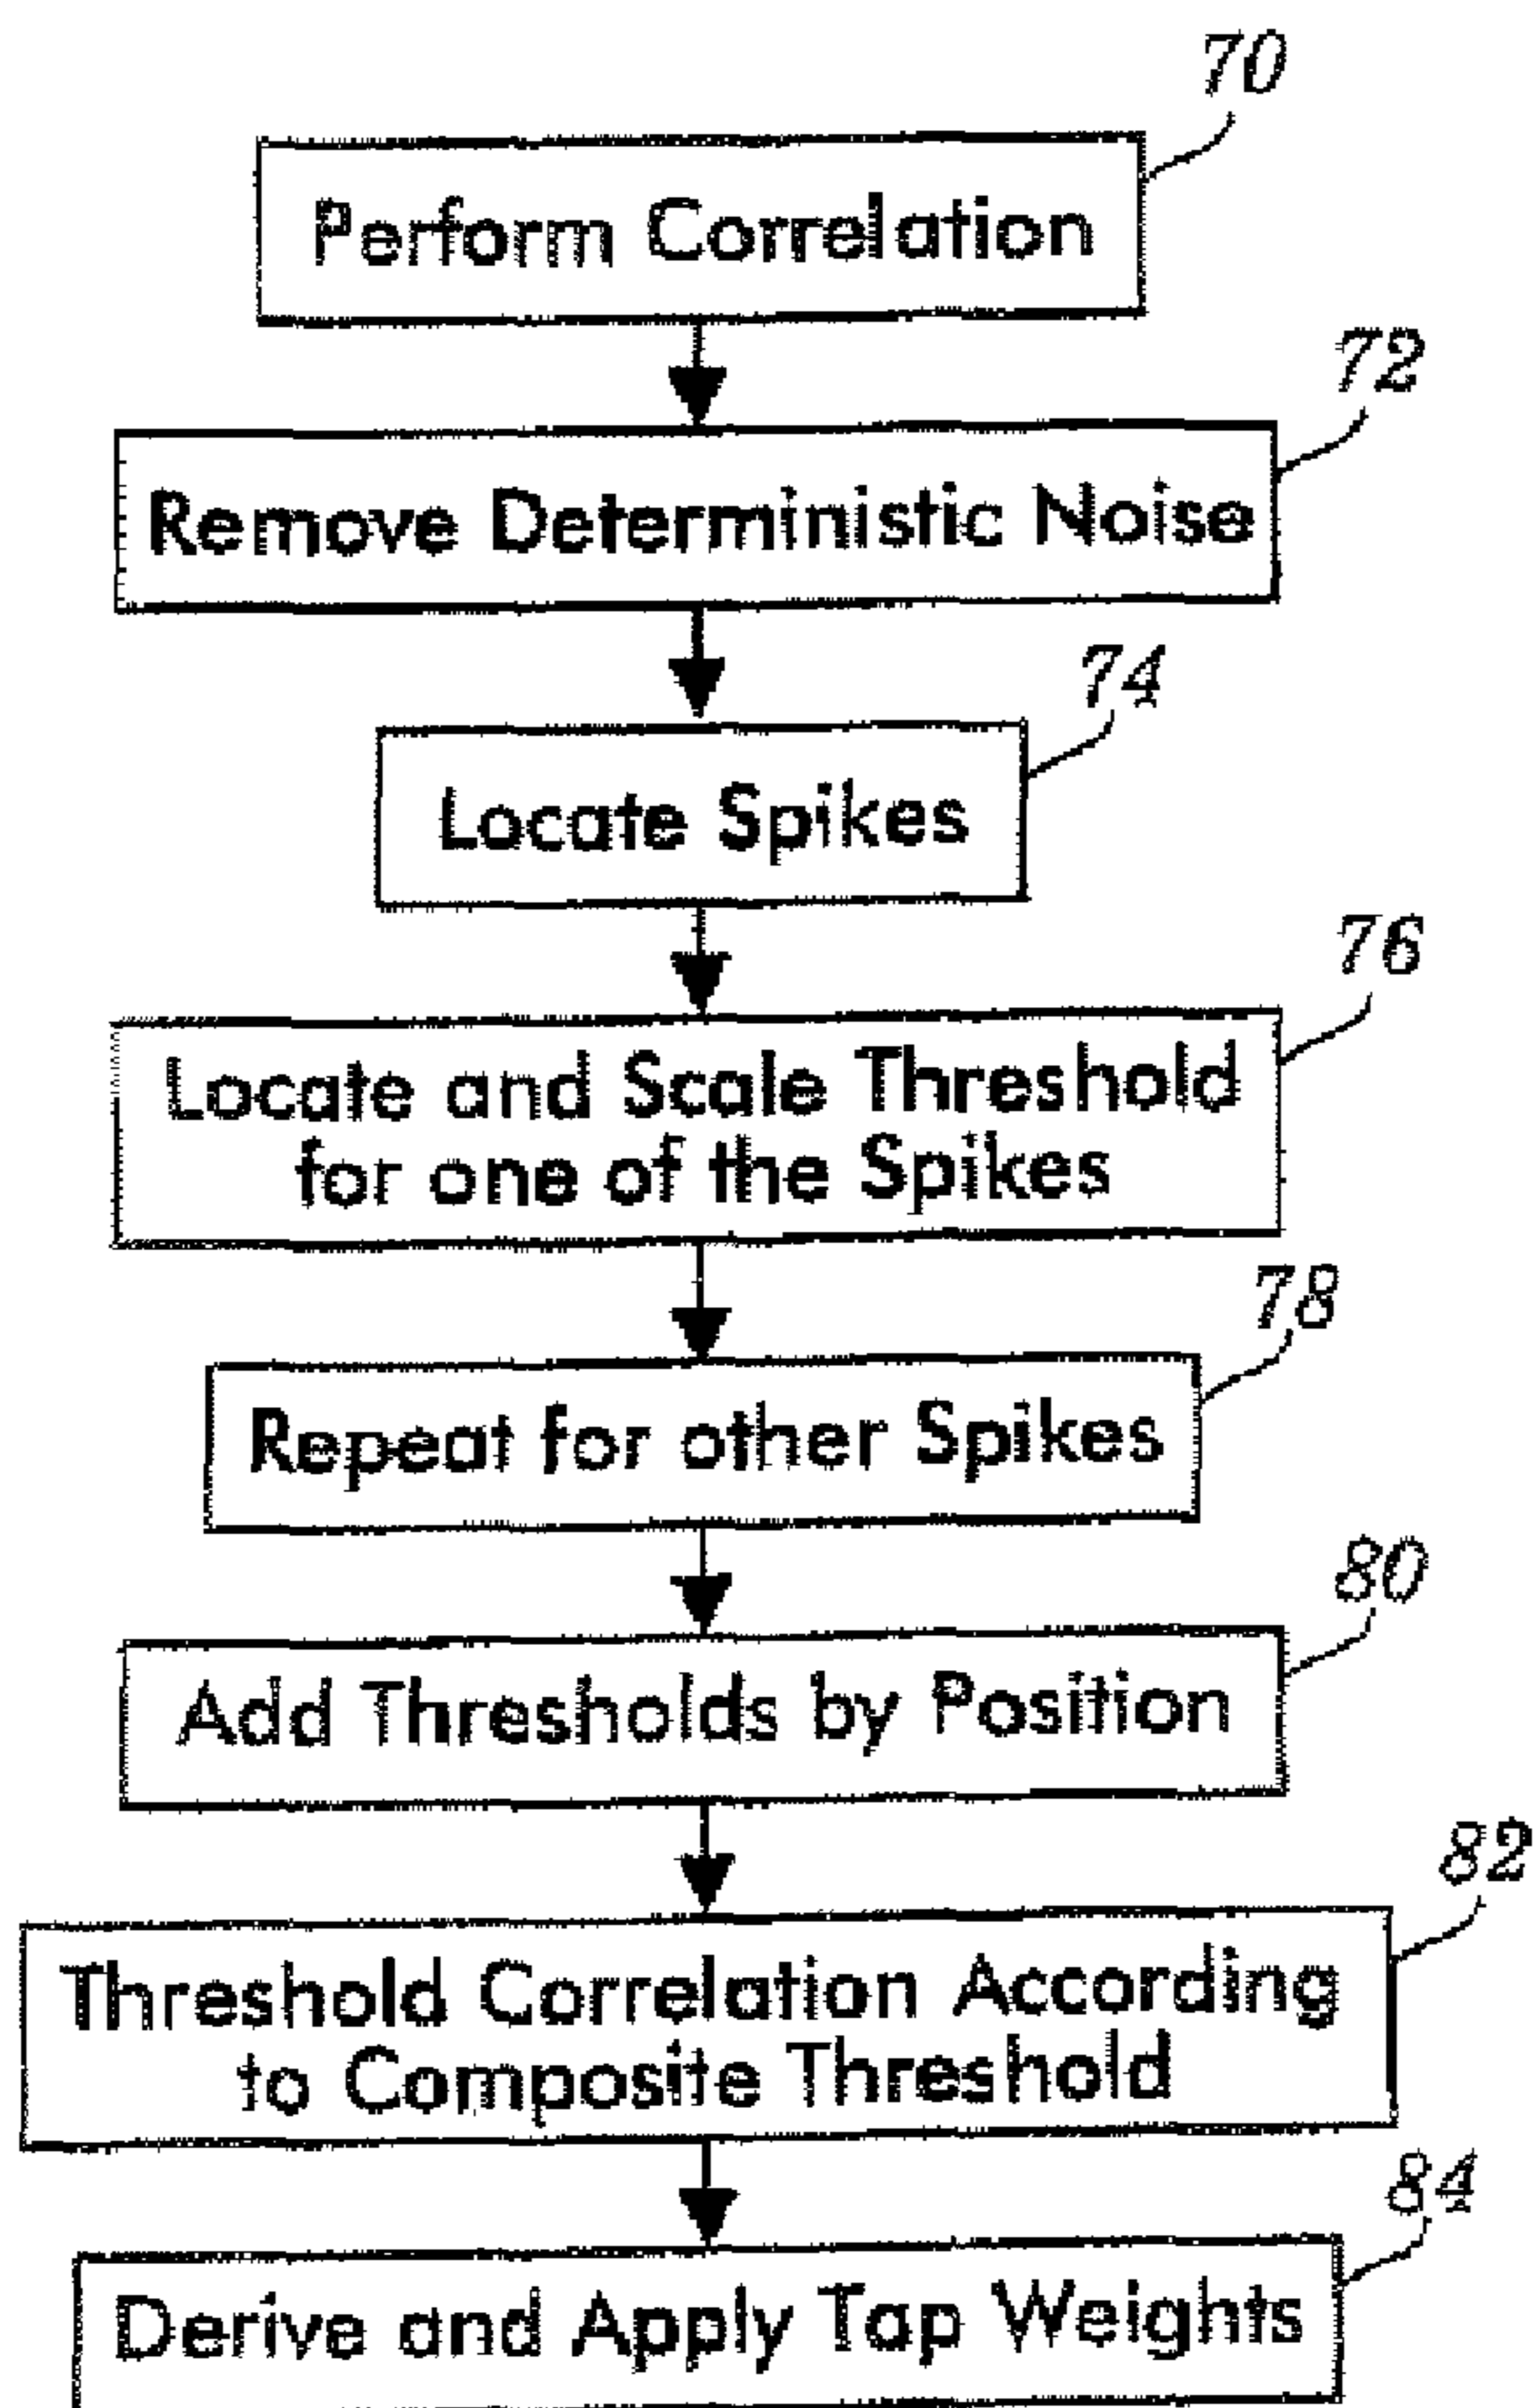 70
Perform Correlation
72
Remove Deterministic Noise
74
Locate Spikes
76
Locate and Scale Threshold
for one of the Spikes
78
Repeat for other Spikes
80
Add Thresholds by Position
82
Threshold Correlation According
to Composite Threshold
84
Derive and Apply Tap Weights